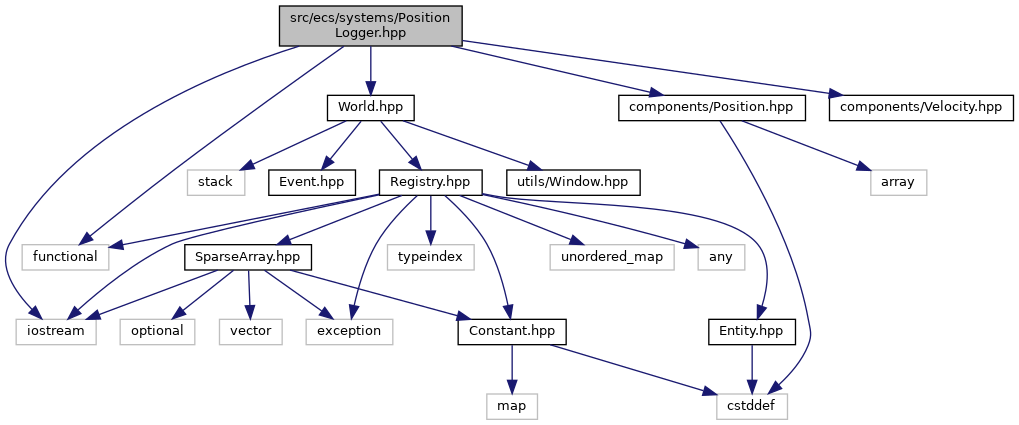 src/ecs/systems/Position
Logger.hpp
World.hpp
components/Position.hpp
components/Velocity.hpp
stack
Event.hpp
Registry.hpp
utils/Window.hpp
array
functional
SparseArray.hpp
typeindex
unordered_map
any
iostream
optional
vector
exception
Constant.hpp
Entity.hpp
map
cstddef